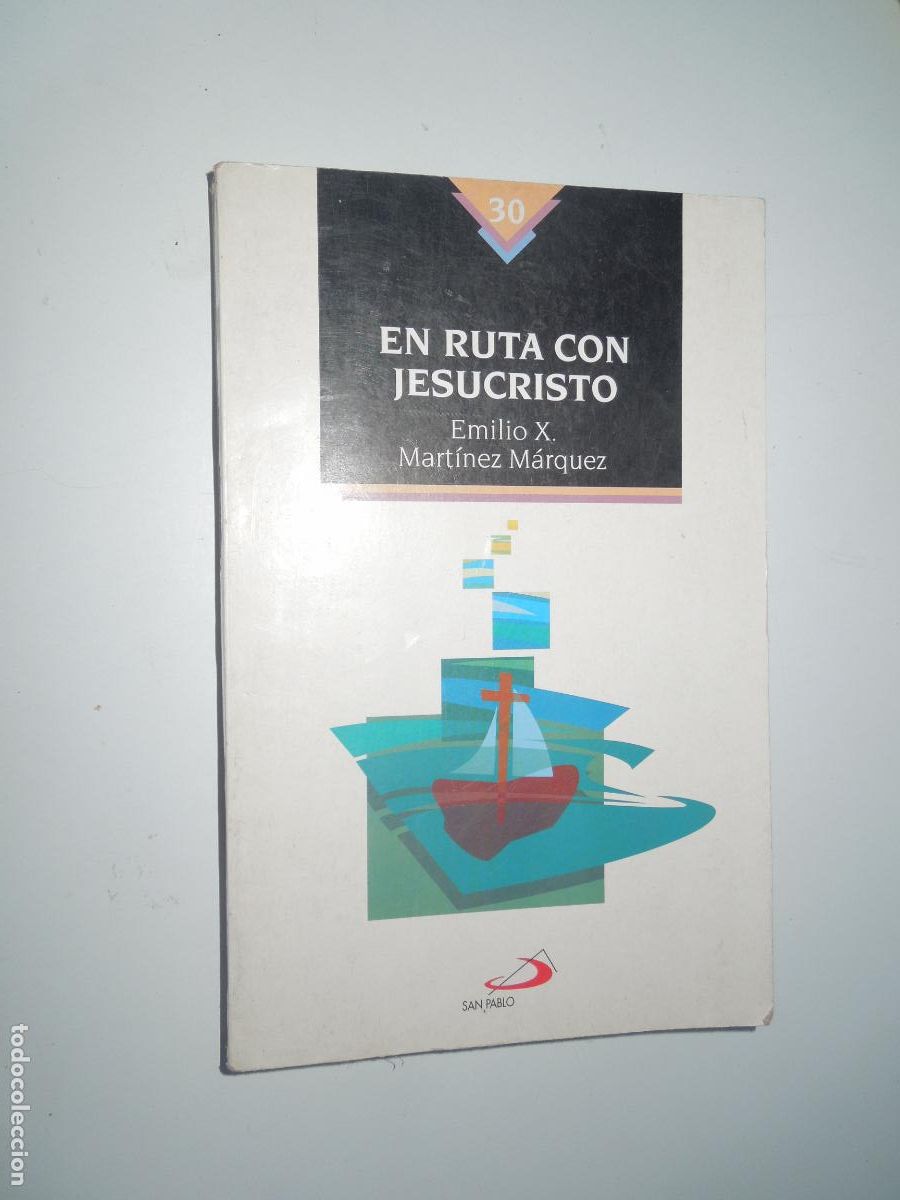 30
EN RUTA CON
JESUCRISTO
Emilio X.
Martínez Márquez
SAN PABLO
todocoleccion